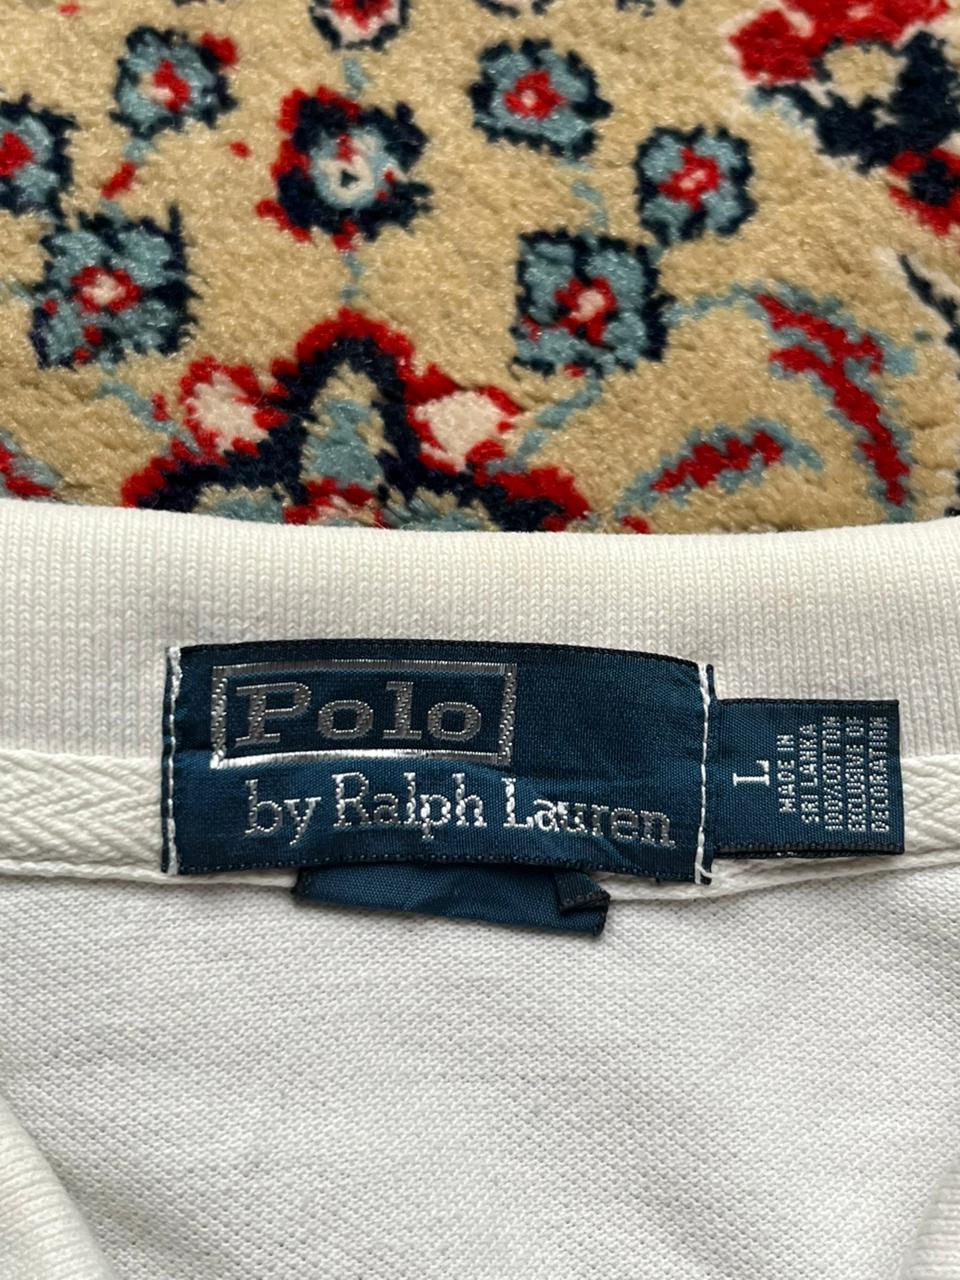 Polo
by Ralph Lauren
L
MADE IN
SRI LANKA
100%COTTON
EXCLUSIVE OF
DECORATION